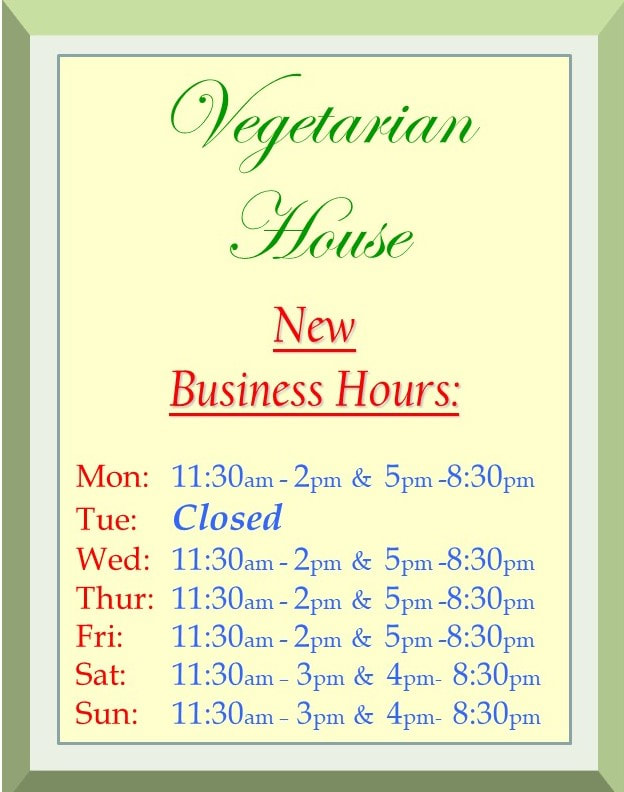 Vegetarian
House
New
Business Hours:
Mon: 11:30am - 2pm & 5pm -8:30pm
Tue: Closed
Wed: 11:30am - 2pm & 5pm -8:30pm
Thur: 11:30am - 2pm & 5pm -8:30pm
Fri: 11:30am - 2pm & 5pm -8:30pm
Sat: 11:30am - 3pm & 4pm- 8:30pm
Sun: 11:30am - 3pm & 4pm- 8:30pm